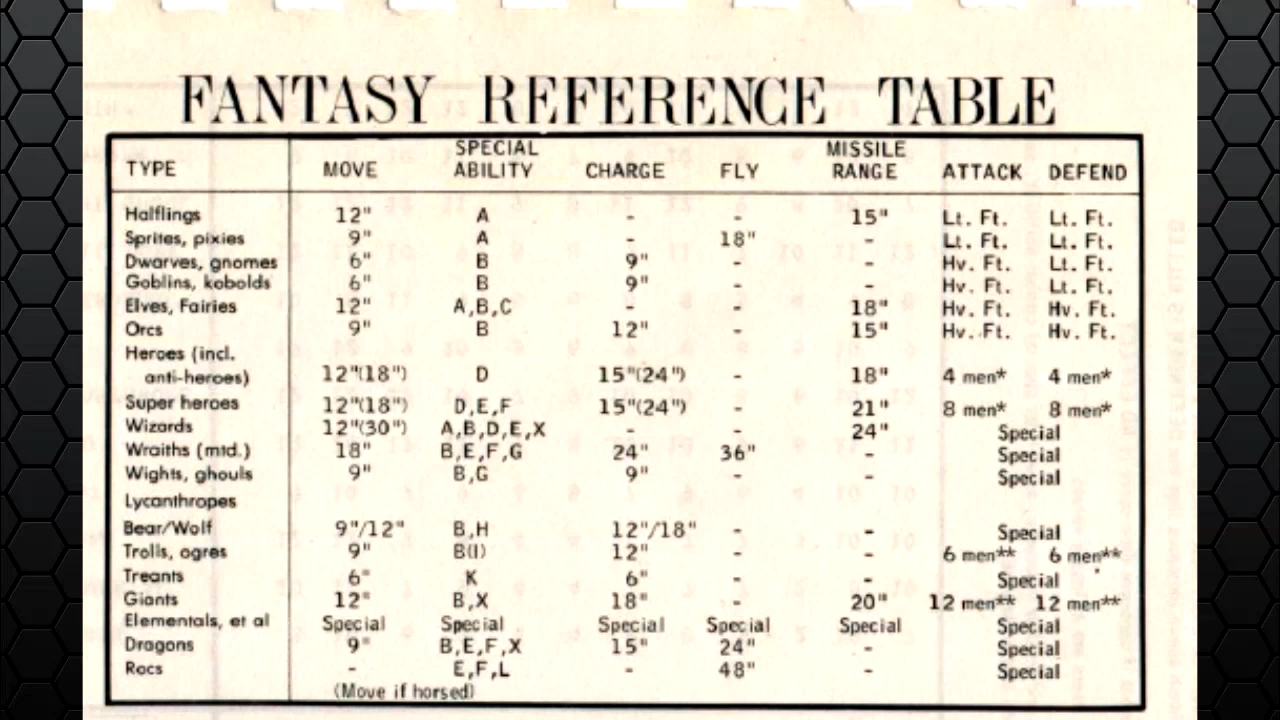 FANTASY REFERENCE TABLE
TYPE MOVE SPECIAL ABILITY CHARGE FLY MISSILE RANGE ATTACK DEFEND
Halflings 12" A - - 15" Lt. Ft. Lt. Ft.
Sprites, pixies 9" A - 18" - Lt. Ft. Lt. Ft.
Dwarves, gnomes 6" B 9" - - Hv. Ft. Lt. Ft.
Goblins, kobolds 6" B 9" - - Hv. Ft. Lt. Ft.
Elves, Fairies 12" A,B,C - - 18" Hv. Ft. Hv. Ft.
Orcs 9" B 12" - 15" Hv. Ft. Hv. Ft.
Heroes (incl.
anti-heroes) 12"(18") D 15"(24") - 18" 4 men* 4 men*
Super heroes 12"(18") D,E,F 15"(24") - 21" 8 men* 8 men*
Wizards 12"(30") A,B,D,E,X - - 24" Special
Wraiths (mtd.) 18" B,E,F,G 24" 36" - Special
Wights, ghouls 9" B,G 9" - - Special
Lycanthropes
Bear/Wolf 9"/12" B,H 12"/18" - - Special
Trolls, ogres 9" B(I) 12" - - 6 men** 6 men**
Treants 6" K 6" - - Special
Giants 12" B,X 18" - 20" 12 men** 12 men**
Elementals, et al Special Special Special Special Special Special
Dragons 9" B,E,F,X 15" 24" - Special
Rocs - E,F,L - 48" - Special
(Move if horsed)